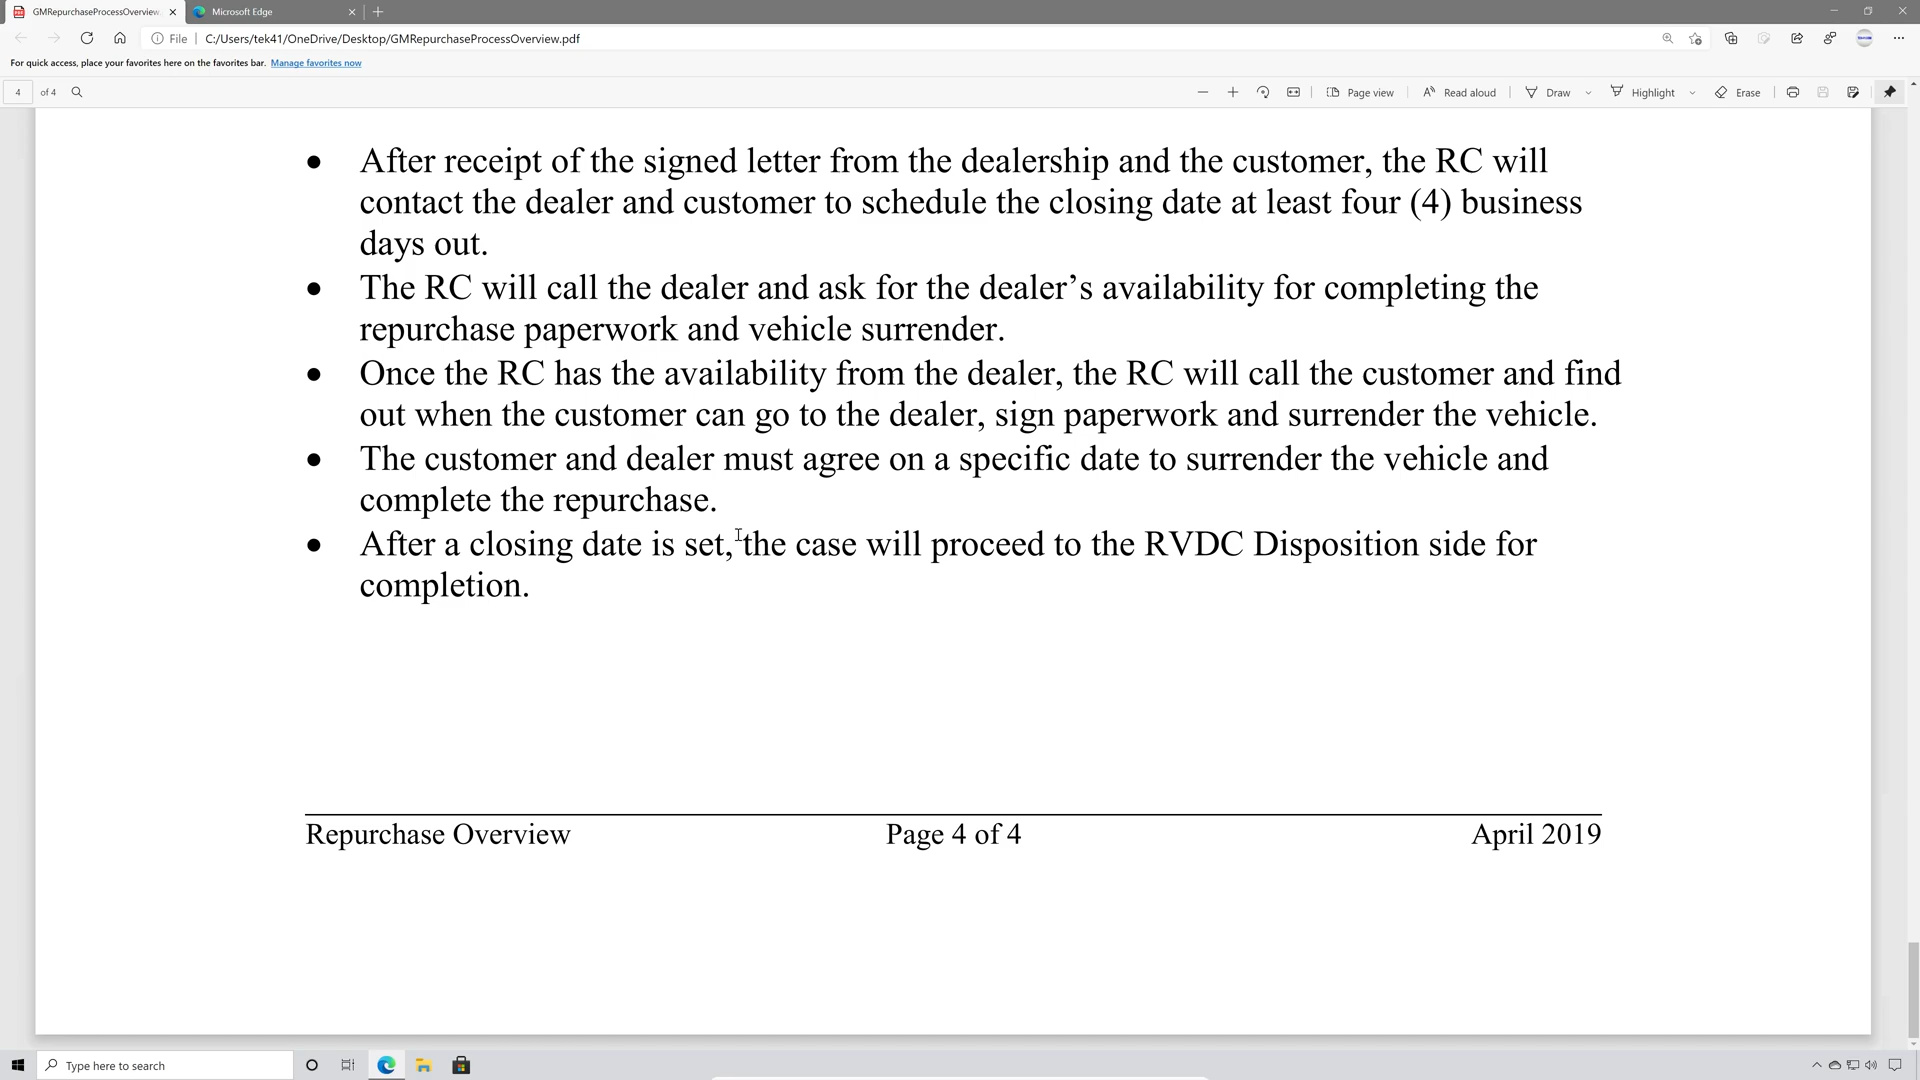 GMRepurchaseProcessOverview.
Microsoft Edge
File
C:/Users/tek41/OneDrive/Desktop/GMRepurchaseProcessOverview.pdf
For quick access, place your favorites here on the favorites bar. Manage favorites now
4 of 4
Page view
Read aloud
Draw
Highlight
Erase
● After receipt of the signed letter from the dealership and the customer, the RC will
contact the dealer and customer to schedule the closing date at least four (4) business
days out.
● The RC will call the dealer and ask for the dealer’s availability for completing the
repurchase paperwork and vehicle surrender.
● Once the RC has the availability from the dealer, the RC will call the customer and find
out when the customer can go to the dealer, sign paperwork and surrender the vehicle.
● The customer and dealer must agree on a specific date to surrender the vehicle and
complete the repurchase.
● After a closing date is set, the case will proceed to the RVDC Disposition side for
completion.
Repurchase Overview Page 4 of 4 April 2019
Type here to search